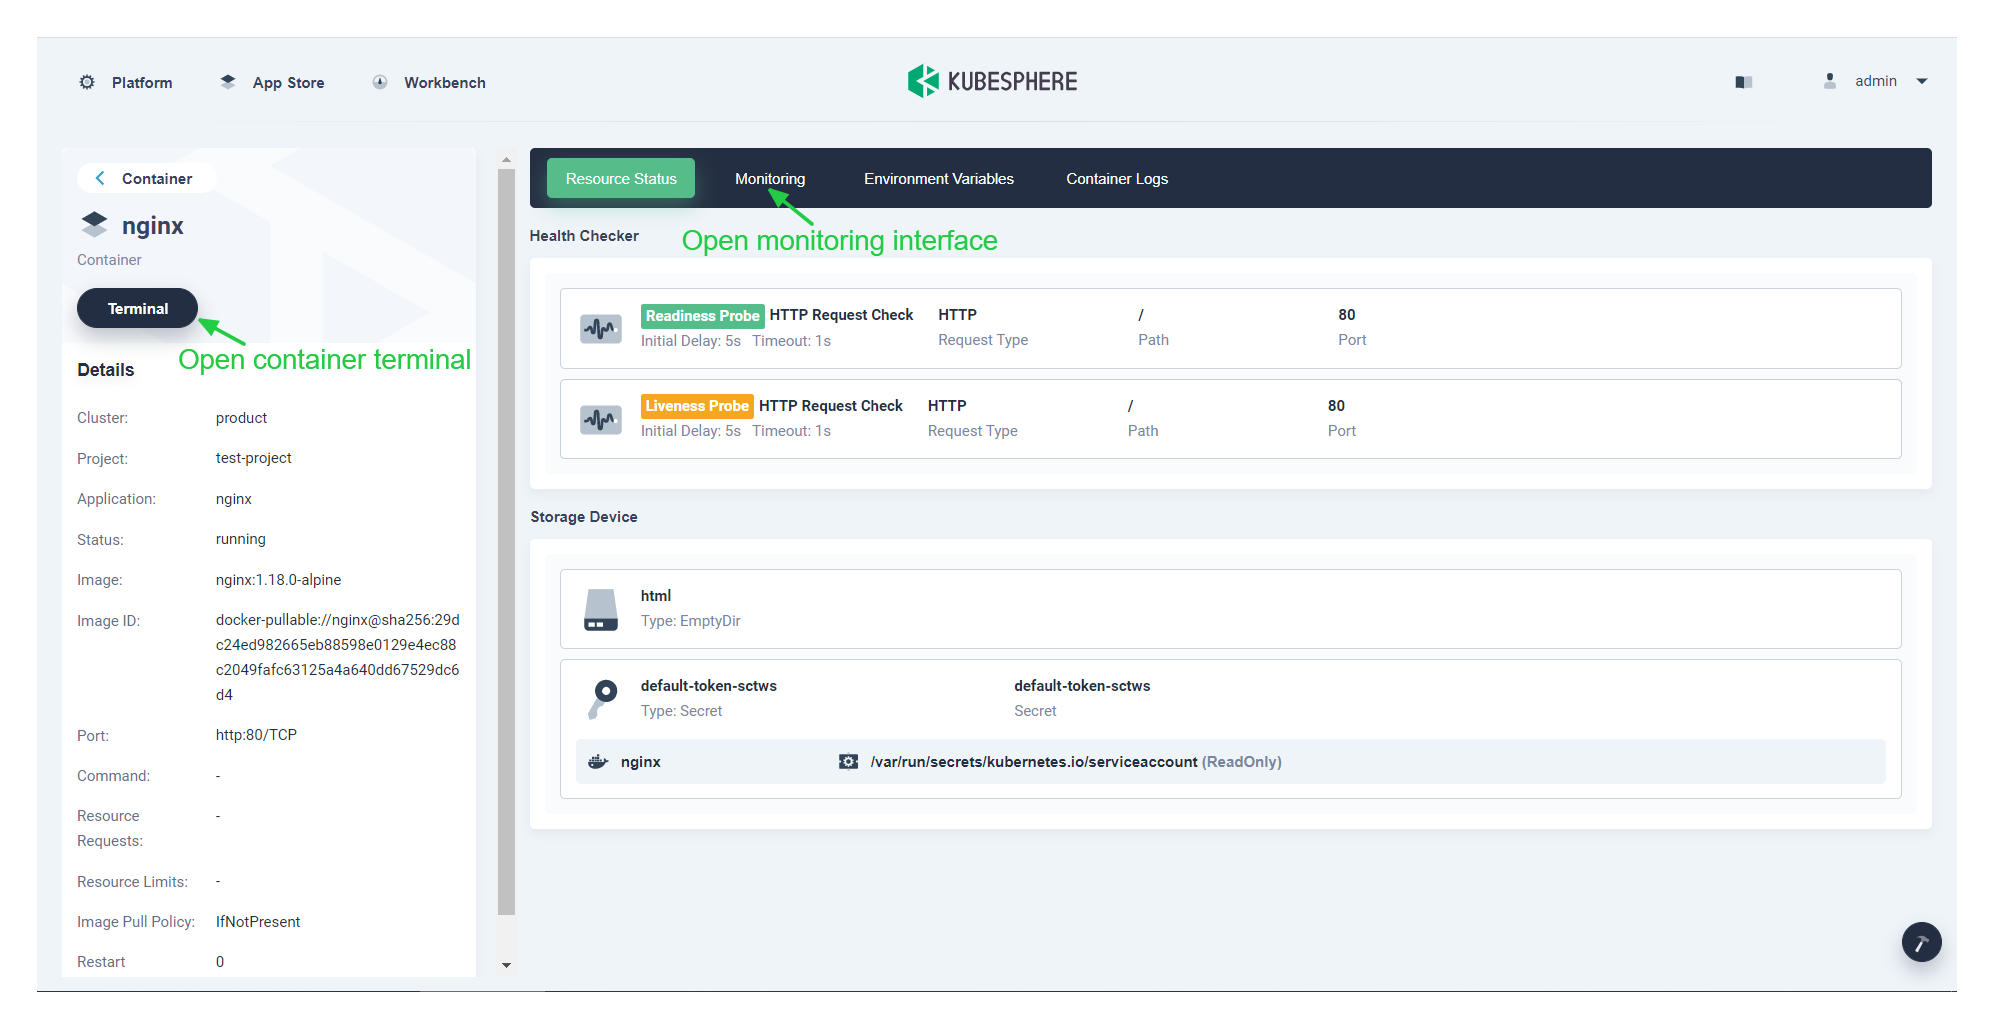 Platform
App Store
Workbench
KUBESPHERE
admin
Container
nginx
Container
Terminal
Open container terminal
Details
Cluster: product
Project: test-project
Application: nginx
Status: running
Image: nginx:1.18.0-alpine
Image ID: docker-pullable://nginx@sha256:29d
c24ed982665eb88598e0129e4ec88
c2049fafc63125a4a640dd67529dc6
d4
Port: http:80/TCP
Command: -
Resource -
Requests:
Resource Limits: -
Image Pull Policy: IfNotPresent
Restart 0
Resource Status Monitoring Environment Variables Container Logs
Open monitoring interface
Health Checker
Readiness Probe HTTP Request Check HTTP / 80
Initial Delay: 5s Timeout: 1s Request Type Path Port
Liveness Probe HTTP Request Check HTTP / 80
Initial Delay: 5s Timeout: 1s Request Type Path Port
Storage Device
html
Type: EmptyDir
default-token-sctws default-token-sctws
Type: Secret Secret
nginx /var/run/secrets/kubernetes.io/serviceaccount (ReadOnly)